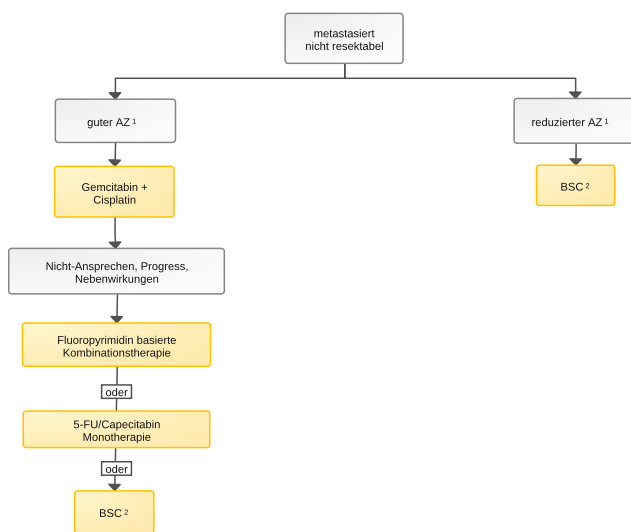 metastasiert
nicht resektabel
guter AZ 1
reduzierter AZ 1
Gemcitabin +
Cisplatin
BSC 2
Nicht-Ansprechen, Progress,
Nebenwirkungen
Fluoropyrimidin basierte
Kombinationstherapie
oder
5-FU/Capecitabin
Monotherapie
oder
BSC 2